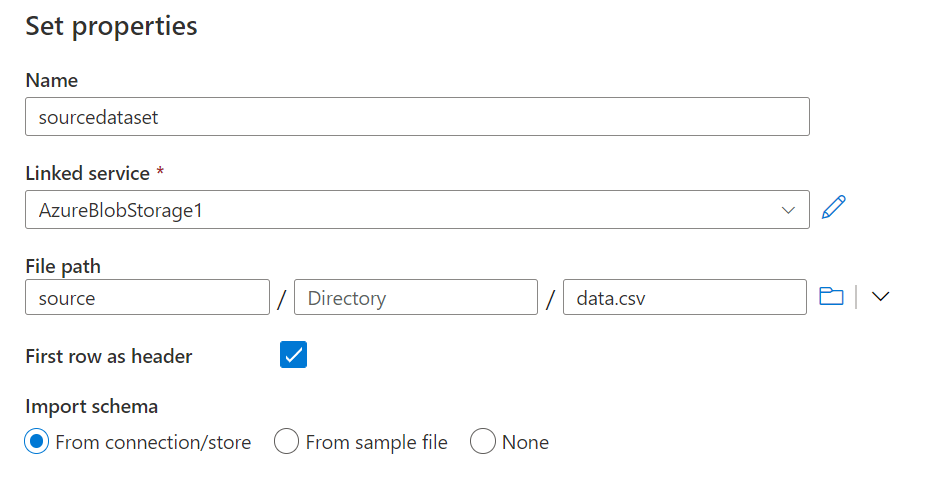 Set properties
Name
sourcedataset
Linked service *
AzureBlobStorage1
File path
source / Directory / data.csv
First row as header
Import schema
From connection/store From sample file None